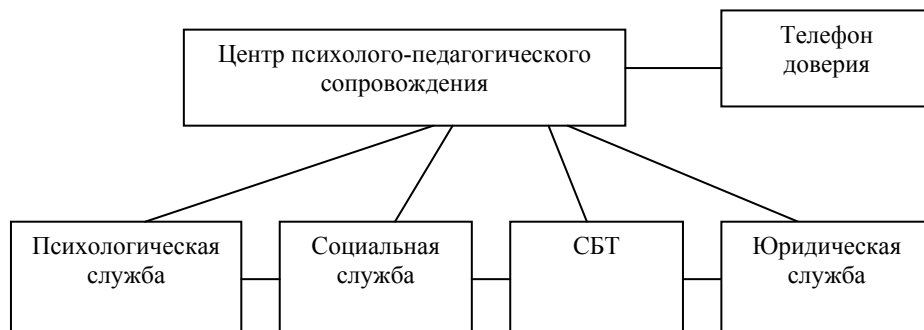 Центр психолого-педагогического
сопровождения
Телефон
доверия
Психологическая
служба
Социальная
служба
СБТ
Юридическая
служба